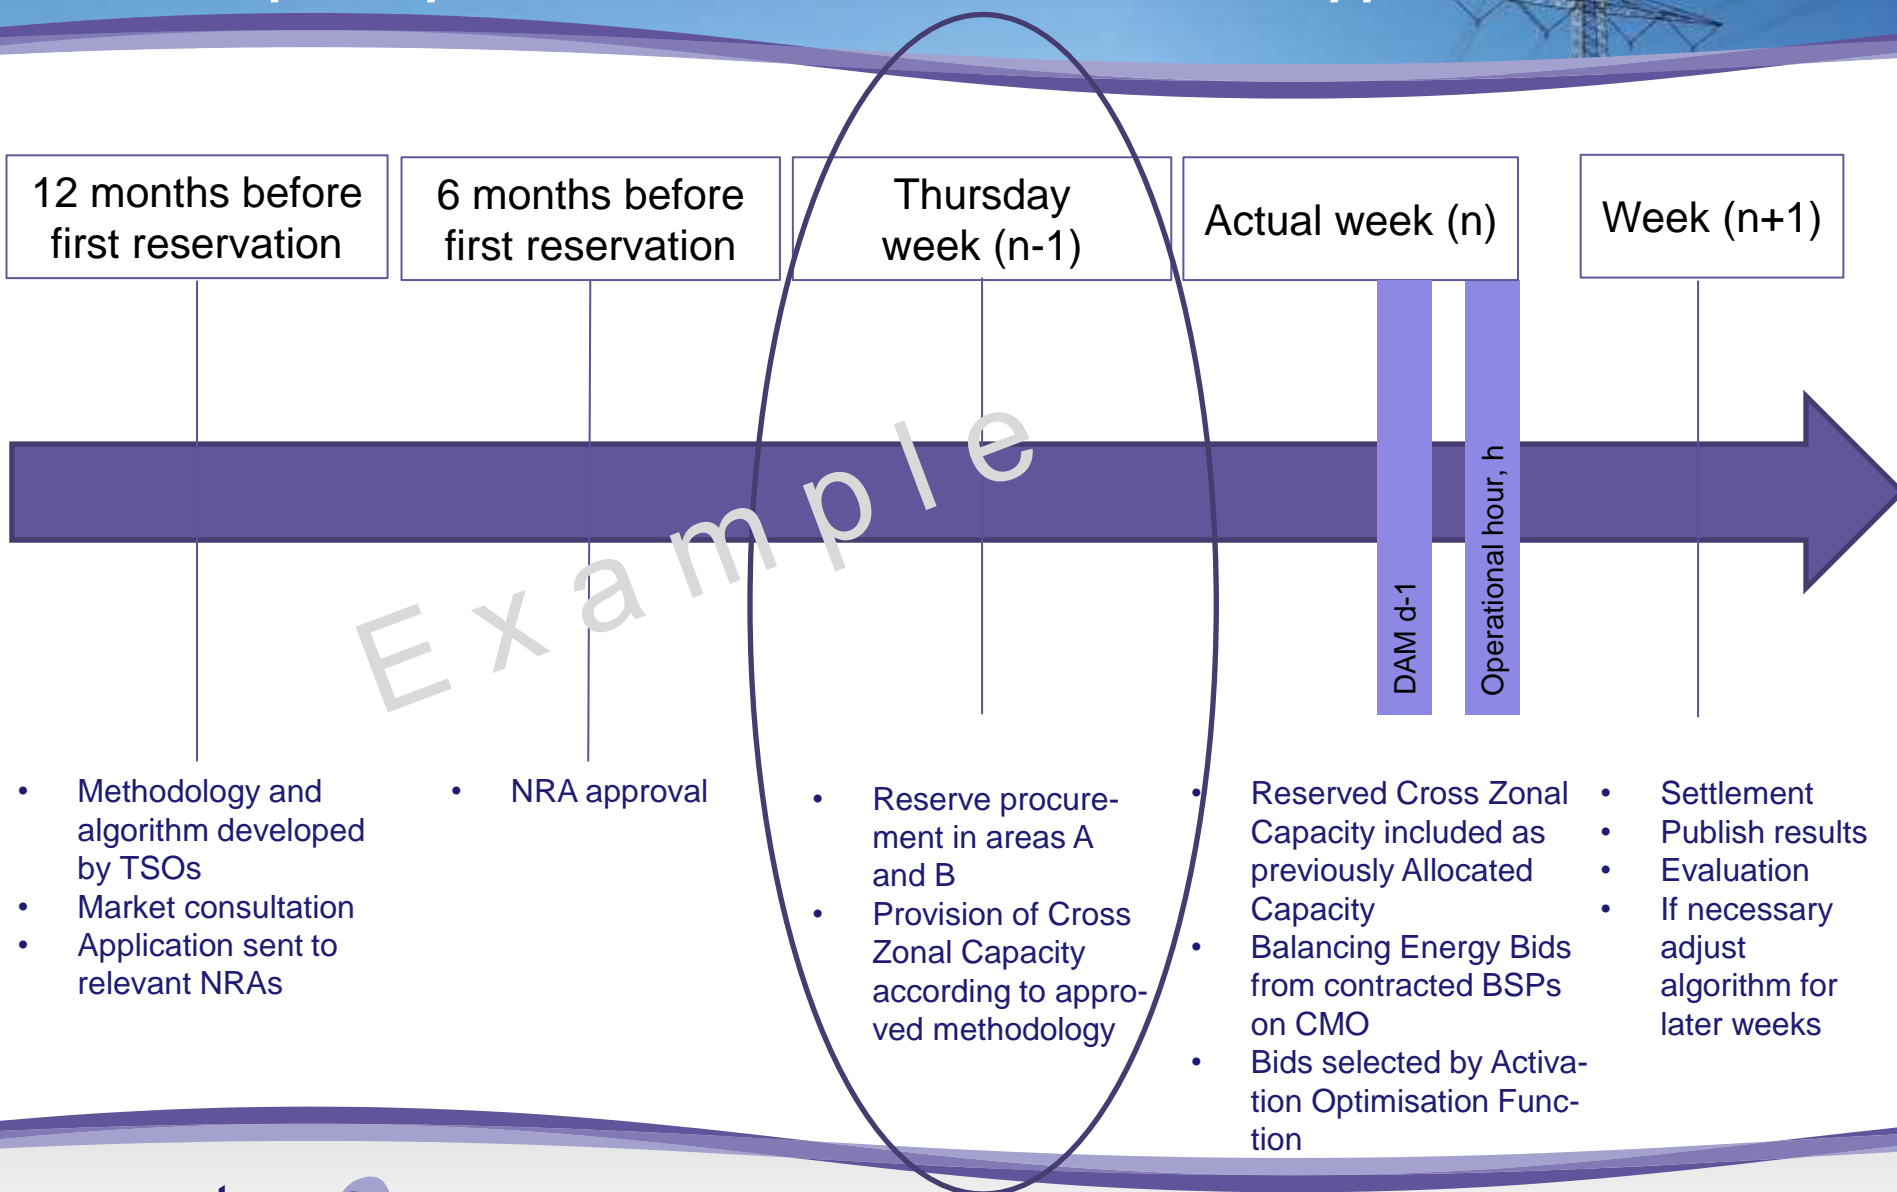 12 months before
first reservation
6 months before
first reservation
Thursday
week (n-1)
Actual week (n)
Week (n+1)
Example
DAM d-1
Operational hour, h
• Methodology and
algorithm developed
by TSOs
• Market consultation
• Application sent to
relevant NRAs
• NRA approval
• Reserve procure-
ment in areas A
and B
• Provision of Cross
Zonal Capacity
according to appro-
ved methodology
• Reserved Cross Zonal
Capacity included as
previously Allocated
Capacity
• Balancing Energy Bids
from contracted BSPs
on CMO
• Bids selected by Activa-
tion Optimisation Func-
tion
• Settlement
• Publish results
• Evaluation
• If necessary
adjust
algorithm for
later weeks